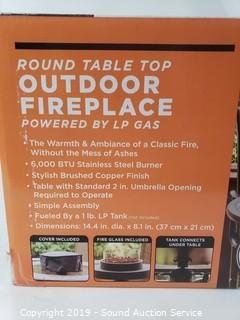 ROUND TABLE TOP
OUTDOOR
FIREPLACE
POWERED BY LP GAS
• The Warmth & Ambiance of a Classic Fire,
Without the Mess of Ashes
• 6,000 BTU Stainless Steel Burner
• Stylish Brushed Copper Finish
• Table with Standard 2 in. Umbrella Opening
Required to Operate
• Simple Assembly
• Fueled By a 1 lb. LP Tank (not included)
• Dimensions: 14.4 in. dia. x 8.1 in. (37 cm x 21 cm)
COVER INCLUDED
FIRE GLASS INCLUDED
TANK CONNECTS
UNDER TABLE
Copyright 2019 - Sound Auction Service